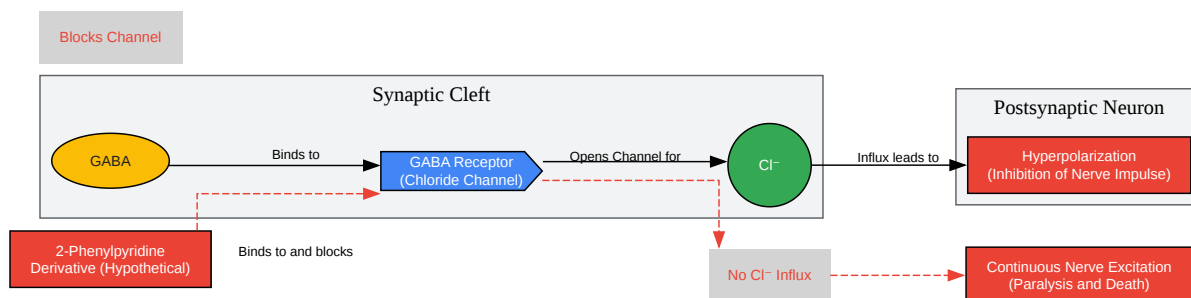 Blocks Channel
Synaptic Cleft
Postsynaptic Neuron
GABA
Binds to
GABA Receptor
(Chloride Channel)
Opens Channel for
Cl⁻
Influx leads to
Hyperpolarization
(Inhibition of Nerve Impulse)
2-Phenylpyridine
Derivative (Hypothetical)
Binds to and blocks
No Cl⁻ Influx
Continuous Nerve Excitation
(Paralysis and Death)